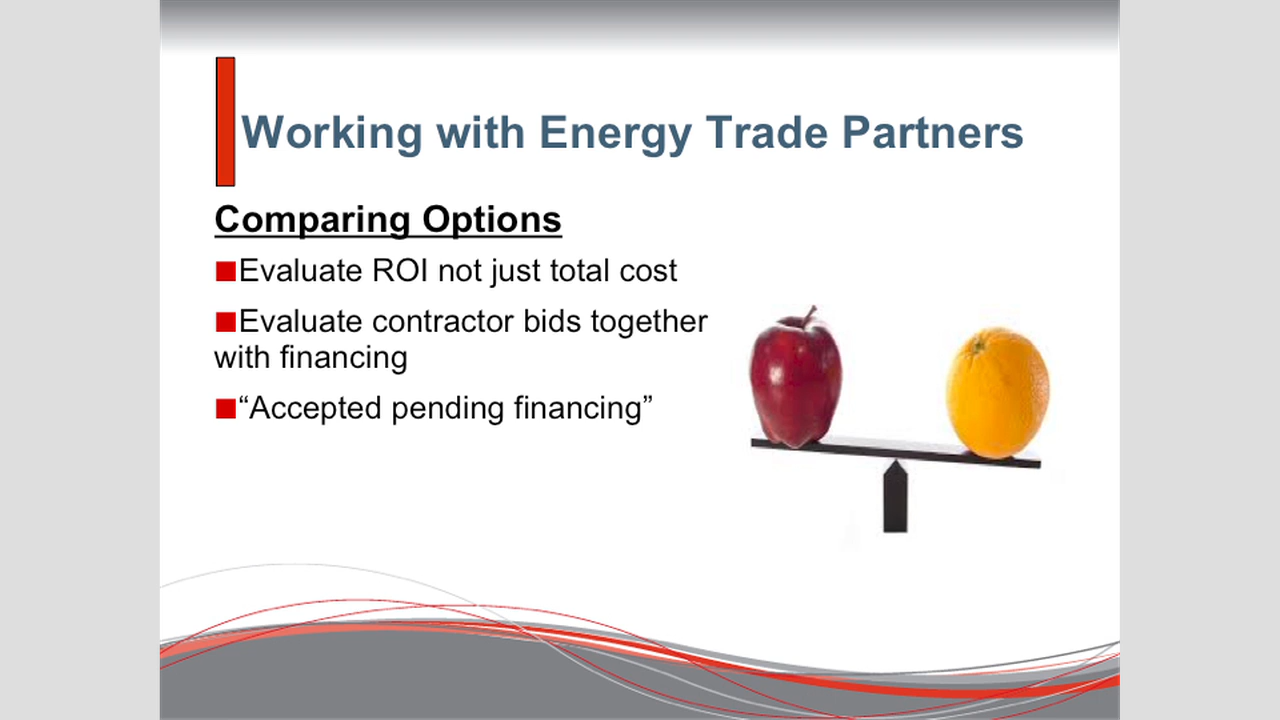 Working with Energy Trade Partners
Comparing Options
■Evaluate ROI not just total cost
■Evaluate contractor bids together
with financing
■“Accepted pending financing”